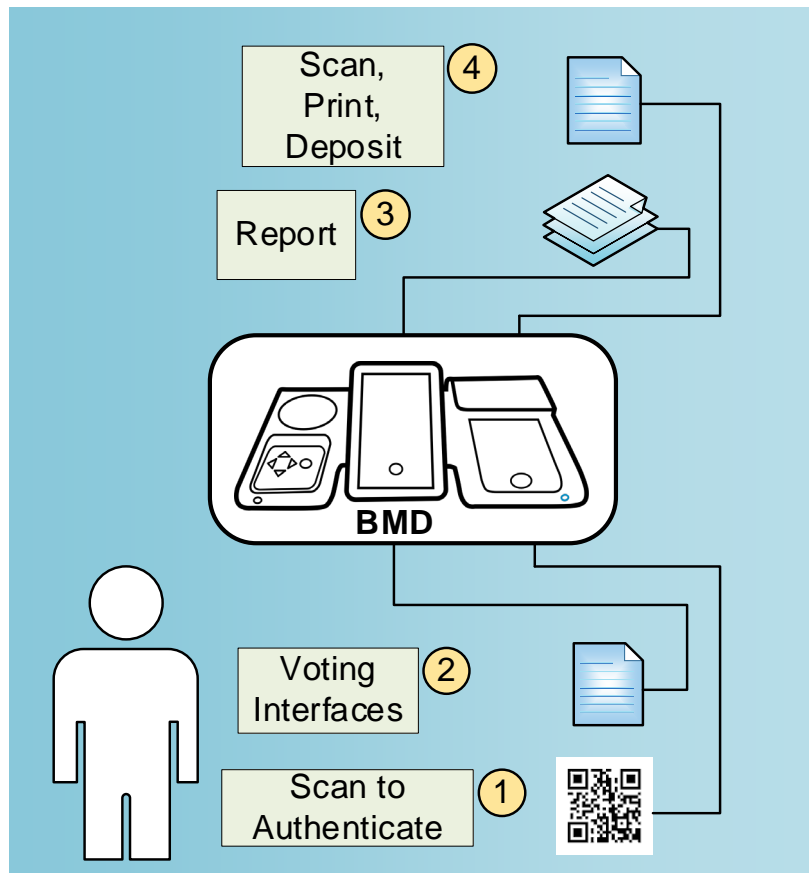 Scan,
Print,
Deposit
4
Report
3
BMD
Voting
Interfaces
2
Scan to
Authenticate
1